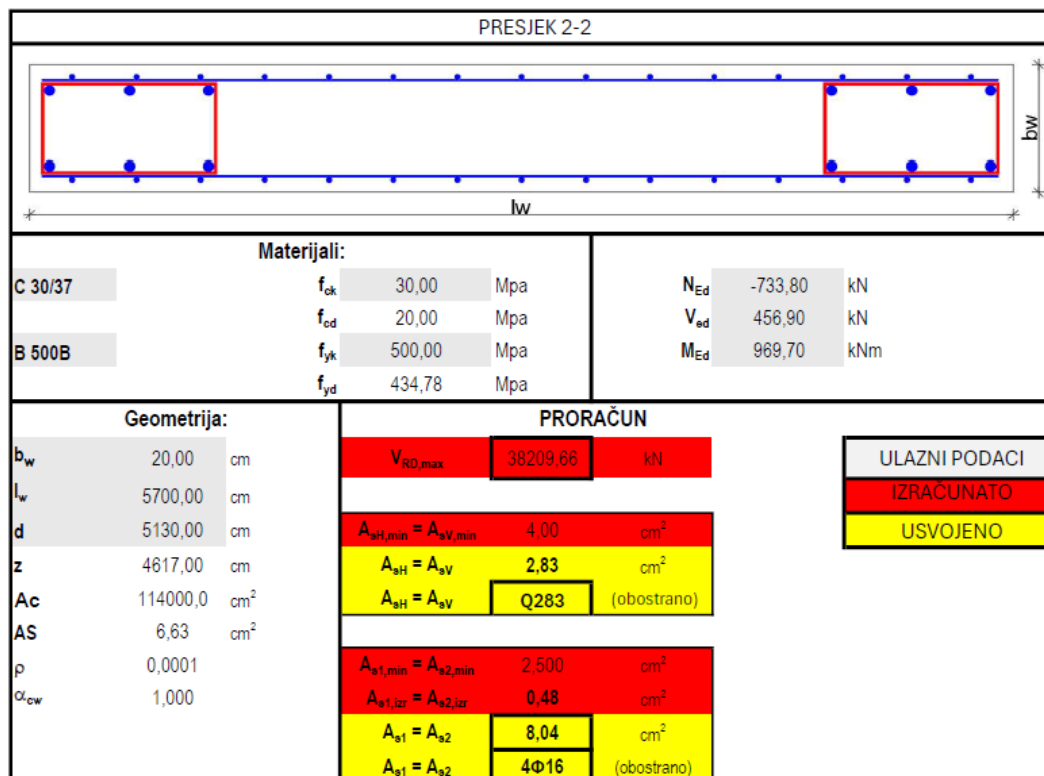 PRESJEK 2-2
bw
lw
Materijali:
C 30/37 fck 30,00 Mpa NEd -733,80 kN
fcd 20,00 Mpa Ved 456,90 kN
B 500B fyk 500,00 Mpa MEd 969,70 kNm
fyd 434,78 Mpa
Geometrija: PRORAČUN
bw 20,00 cm VRD,max 38209,66 kN ULAZNI PODACI
lw 5700,00 cm IZRAČUNATO
d 5130,00 cm AsH,min = AsV,min 4,00 cm² USVOJENO
z 4617,00 cm AsH = AsV 2,83 cm²
Ac 114000,0 cm² AsH = AsV Q283 (obostrano)
AS 6,63 cm²
ρ 0,0001 As1,min = As2,min 2,500 cm²
αcw 1,000 As1,izr = As2,izr 0,48 cm²
As1 = As2 8,04 cm²
As1 = As2 4Φ16 (obostrano)